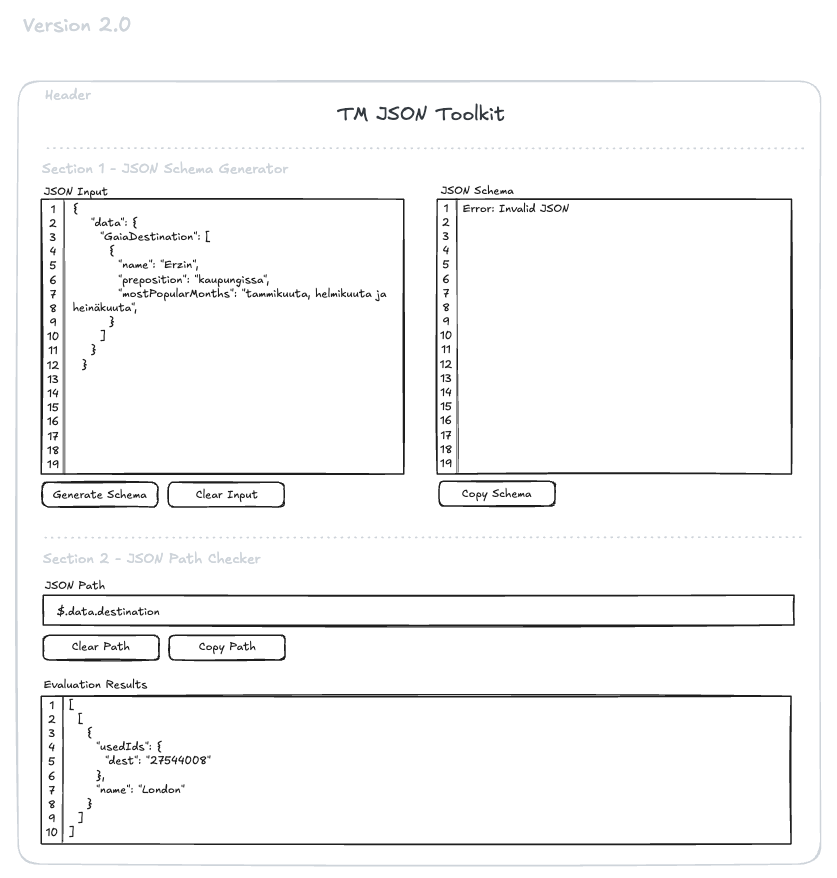 Version 2.0
Header
TM JSON Toolkit
Section 1 - JSON Schema Generator
JSON Input
1 {
2 "data": {
3 "GaiaDestination": [
4 {
5 "name": "Erzin",
6 "preposition": "kaupungissa",
7 "mostPopularMonths": "tammikuuta, helmikuuta ja
8 heinäkuuta",
9 }
10 ]
11 }
12 }
13
14
15
16
17
18
19
Generate Schema
Clear Input
JSON Schema
1 Error: Invalid JSON
2
3
4
5
6
7
8
9
10
11
12
13
14
15
16
17
18
19
Copy Schema
Section 2 - JSON Path Checker
JSON Path
$.data.destination
Clear Path
Copy Path
Evaluation Results
1 [
2 [
3 {
4 "usedIds": {
5 "dest": "27544008"
6 },
7 "name": "London"
8 }
9 ]
10 ]